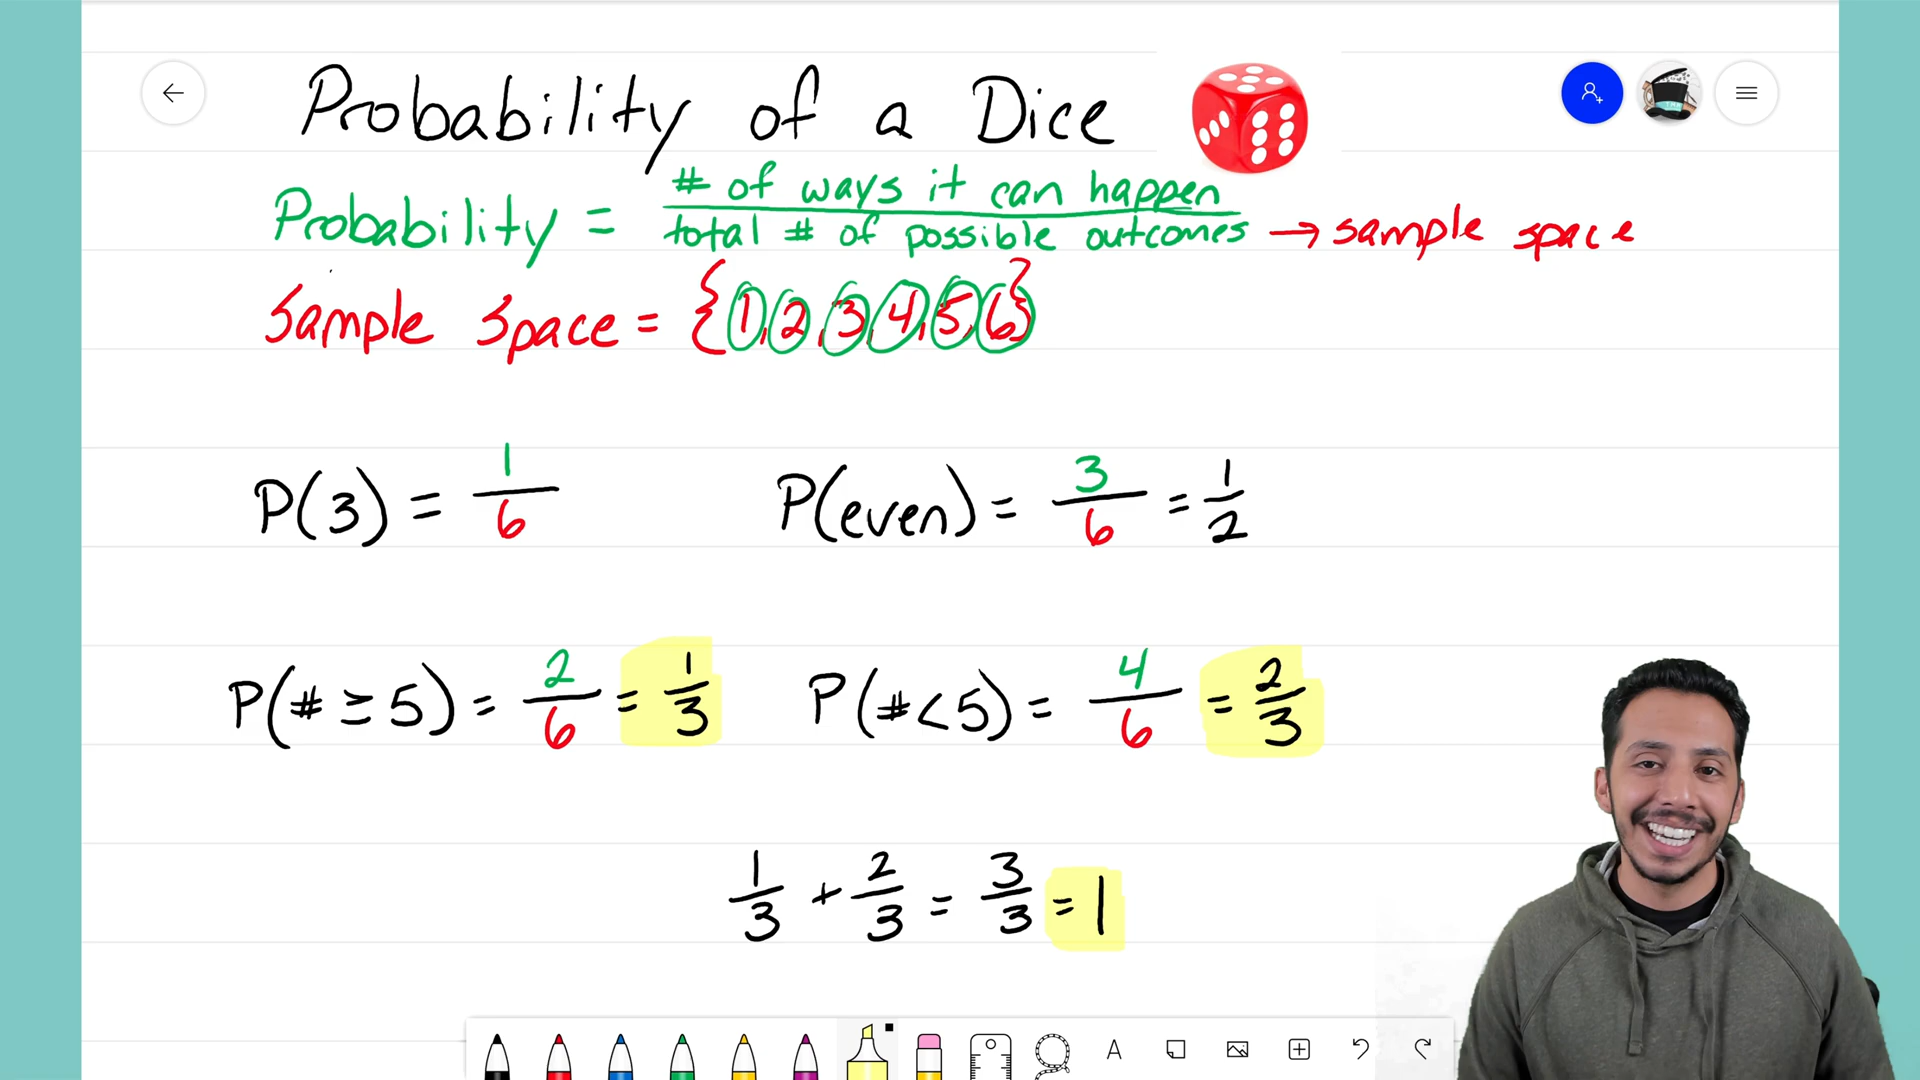 Probability of a Dice
Probability = # of ways it can happen / total # of possible outcomes → sample space
Sample Space = {1,2,3,4,5,6}
P(3) = 1/6
P(even) = 3/6 = 1/2
P(# ≥ 5) = 2/6 = 1/3
P(# < 5) = 4/6 = 2/3
1/3 + 2/3 = 3/3 = 1
A